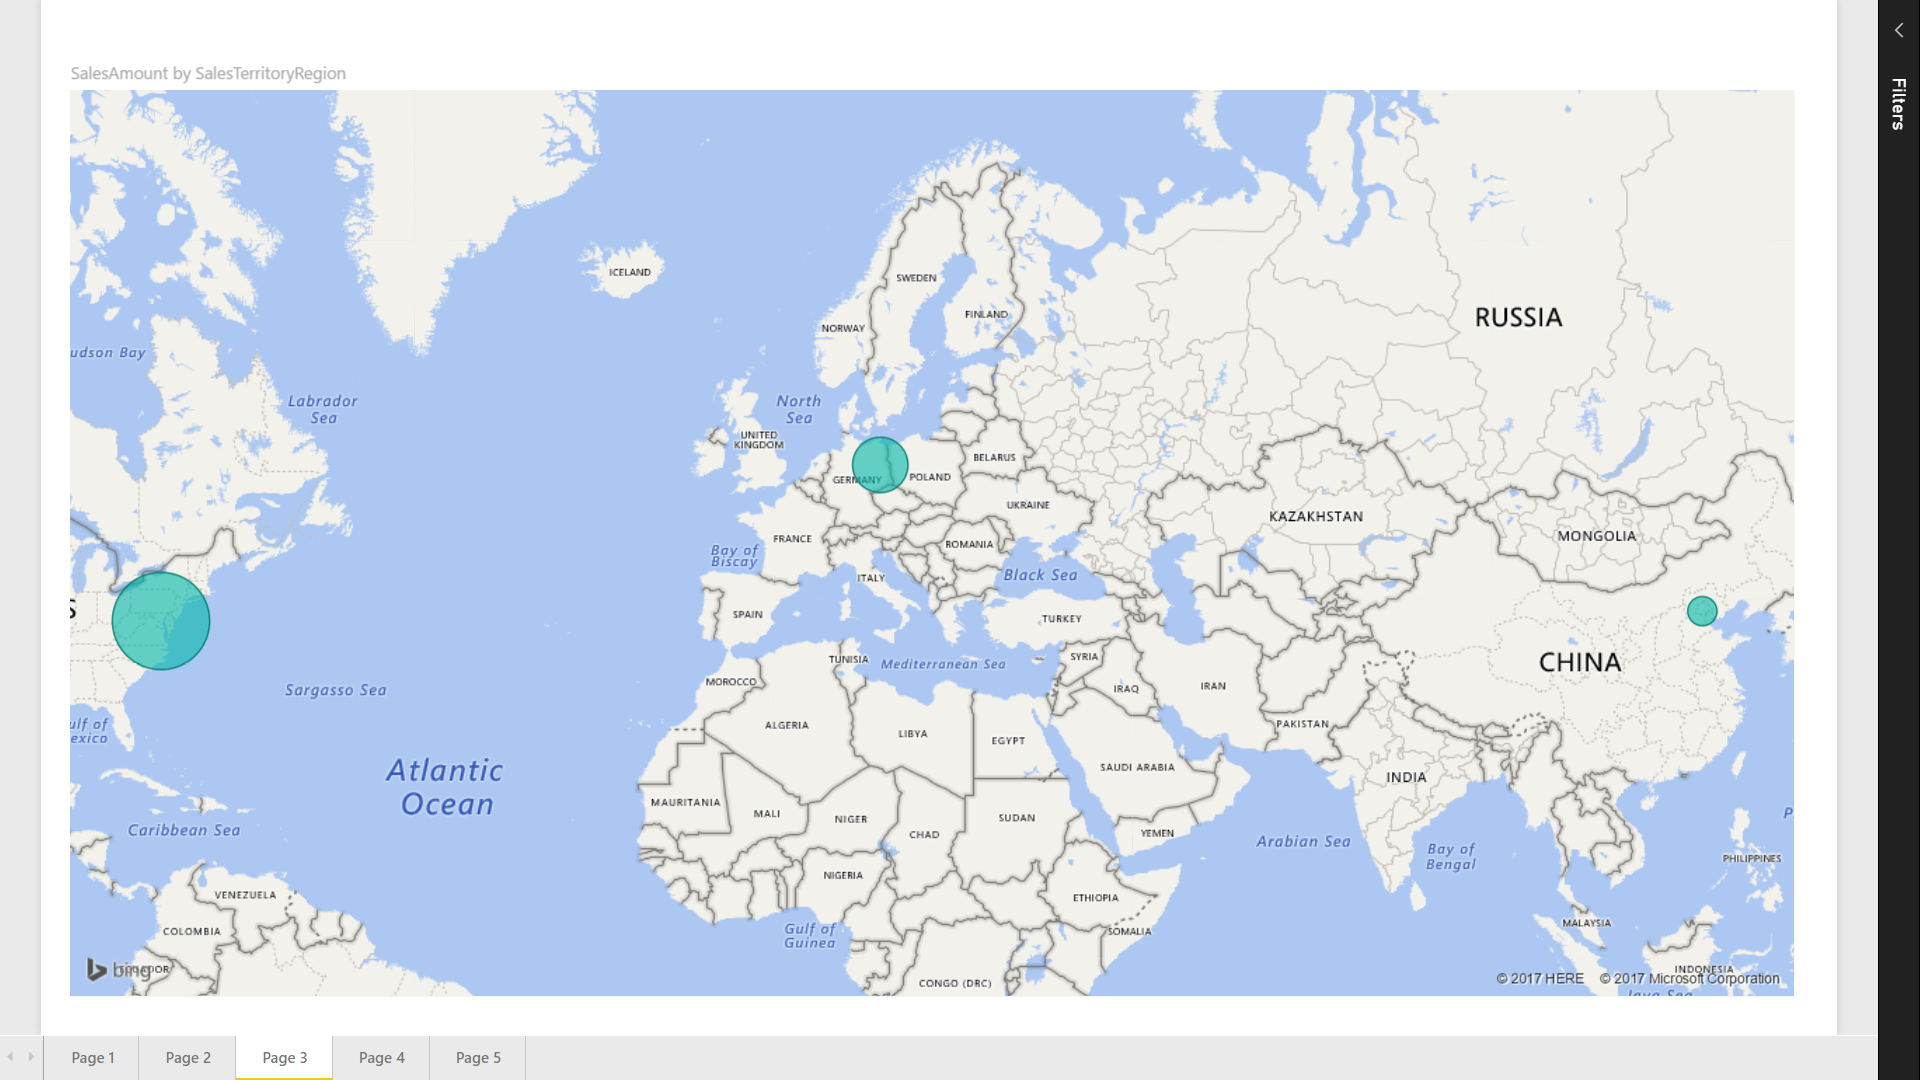 SalesAmount by SalesTerritoryRegion
Filters
ICELAND
SWEDEN
FINLAND
NORWAY
RUSSIA
udson Bay
Labrador
Sea
North
Sea
UNITED
KINGDOM
BELARUS
GERMANY
POLAND
UKRAINE
KAZAKHSTAN
MONGOLIA
FRANCE
ROMANIA
Bay of
Biscay
Black Sea
ITALY
S
SPAIN
TURKEY
CHINA
TUNISIA
Mediterranean Sea
SYRIA
MOROCCO
IRAQ
IRAN
Sargasso Sea
ALGERIA
LIBYA
EGYPT
PAKISTAN
ulf of
exico
SAUDI ARABIA
INDIA
Atlantic
Ocean
MAURITANIA
MALI
NIGER
CHAD
SUDAN
YEMEN
Arabian Sea
Bay of
Bengal
P
PHILIPPINES
Caribbean Sea
NIGERIA
ETHIOPIA
VENEZUELA
COLOMBIA
Gulf of
Guinea
SOMALIA
MALAYSIA
bing
CONGO (DRC)
INDONESIA
© 2017 HERE © 2017 Microsoft Corporation
Java Sea
Page 1
Page 2
Page 3
Page 4
Page 5